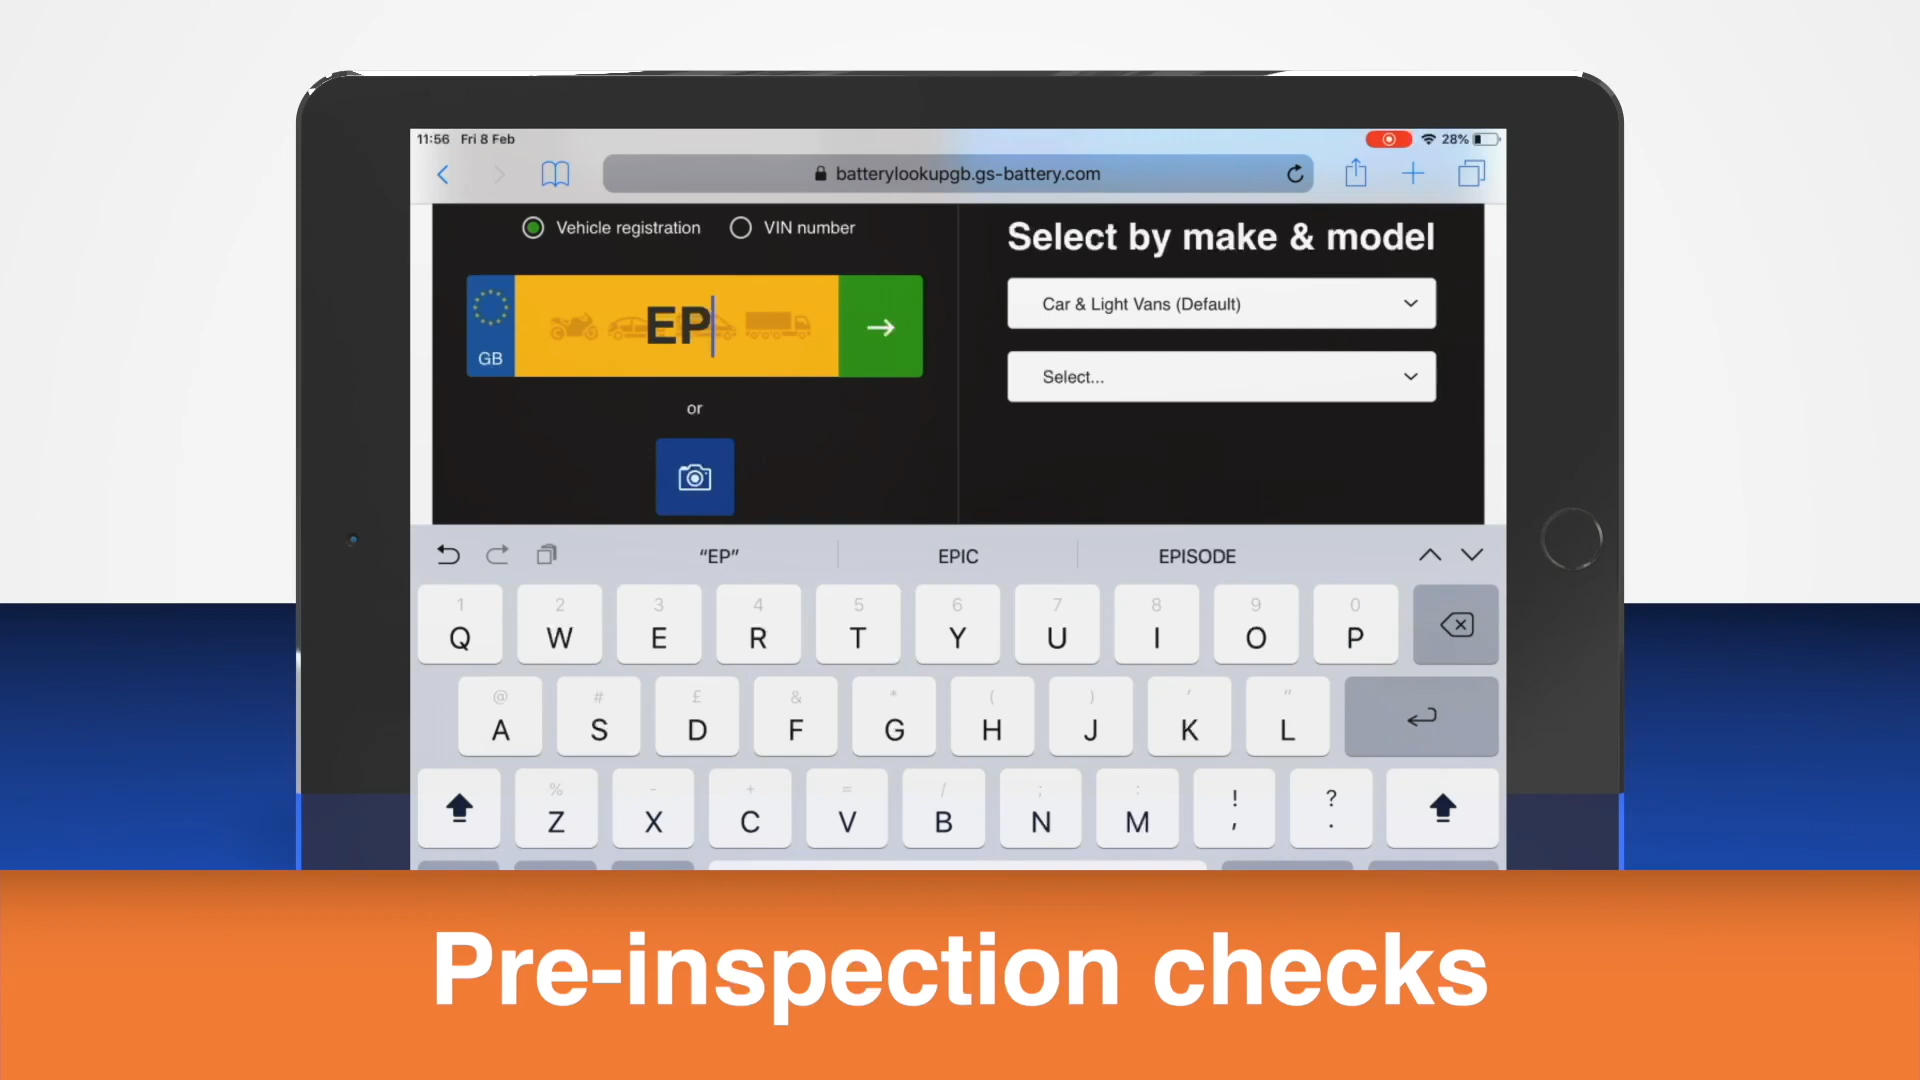 11:56 Fri 8 Feb
28%
batterylookupgb.gs-battery.com
Vehicle registration
VIN number
Select by make & model
GB
EP
Car & Light Vans (Default)
Select...
or
“EP”
EPIC
EPISODE
1 2 3 4 5 6 7 8 9 0
Q W E R T Y U I O P
@ # £ & * ( ) ' "
A S D F G H J K L
% - + = / ; : ! ?
Z X C V B N M , .
Pre-inspection checks